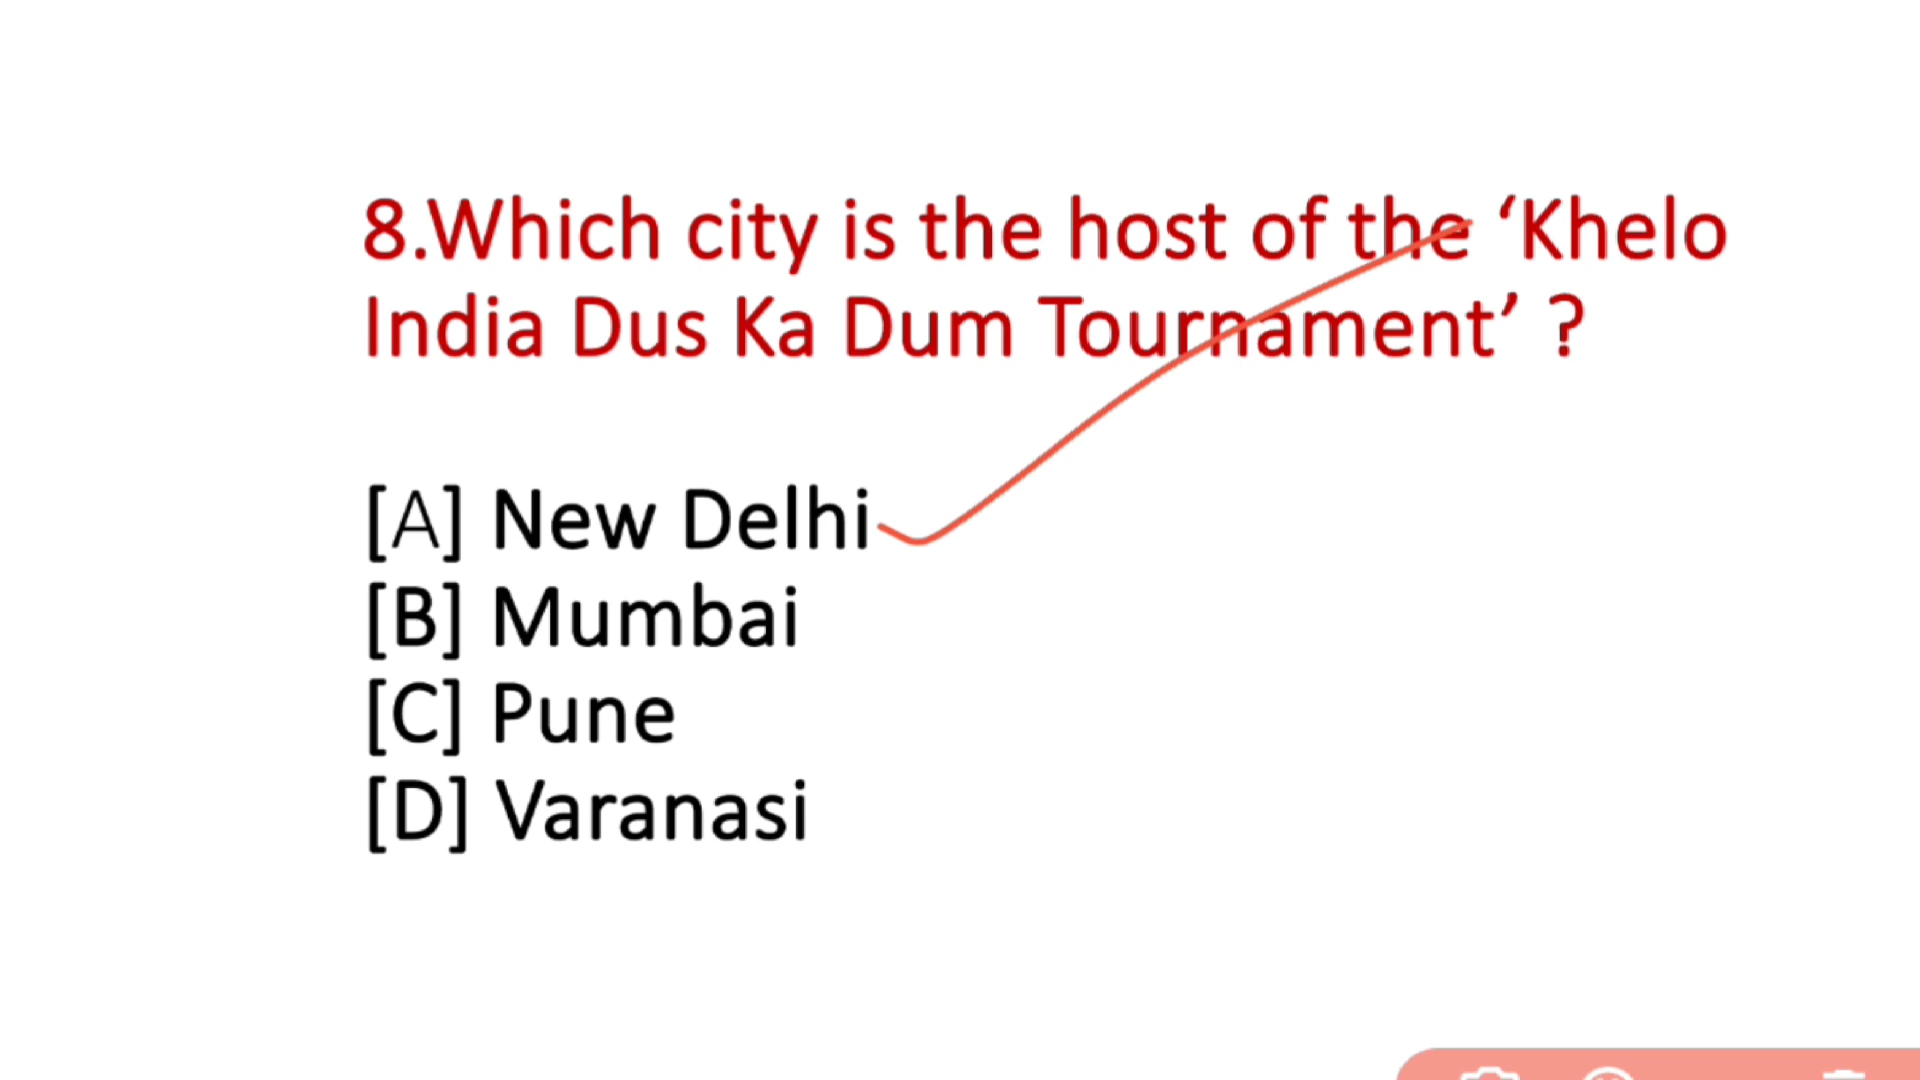 8.Which city is the host of the ‘Khelo
India Dus Ka Dum Tournament’ ?
[A] New Delhi
[B] Mumbai
[C] Pune
[D] Varanasi